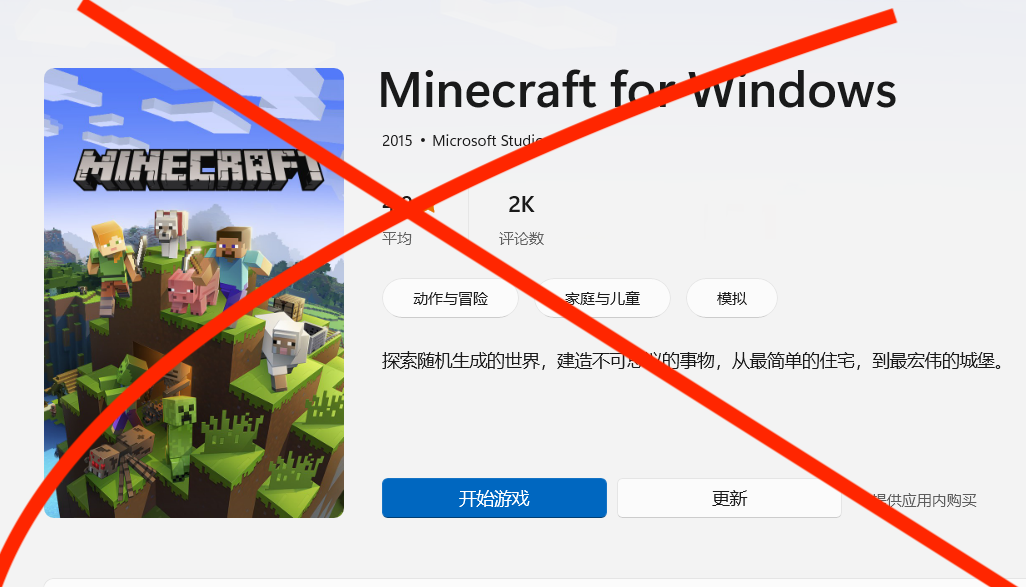 MINECRAFT
Minecraft for Windows
2015 • Microsoft
2K
平均
评论数
动作与冒险
家庭与儿童
模拟
探索随机生成的世界，建造不可思议的事物，从最简单的住宅，到最宏伟的城堡。
开始游戏
更新
提供应用内购买